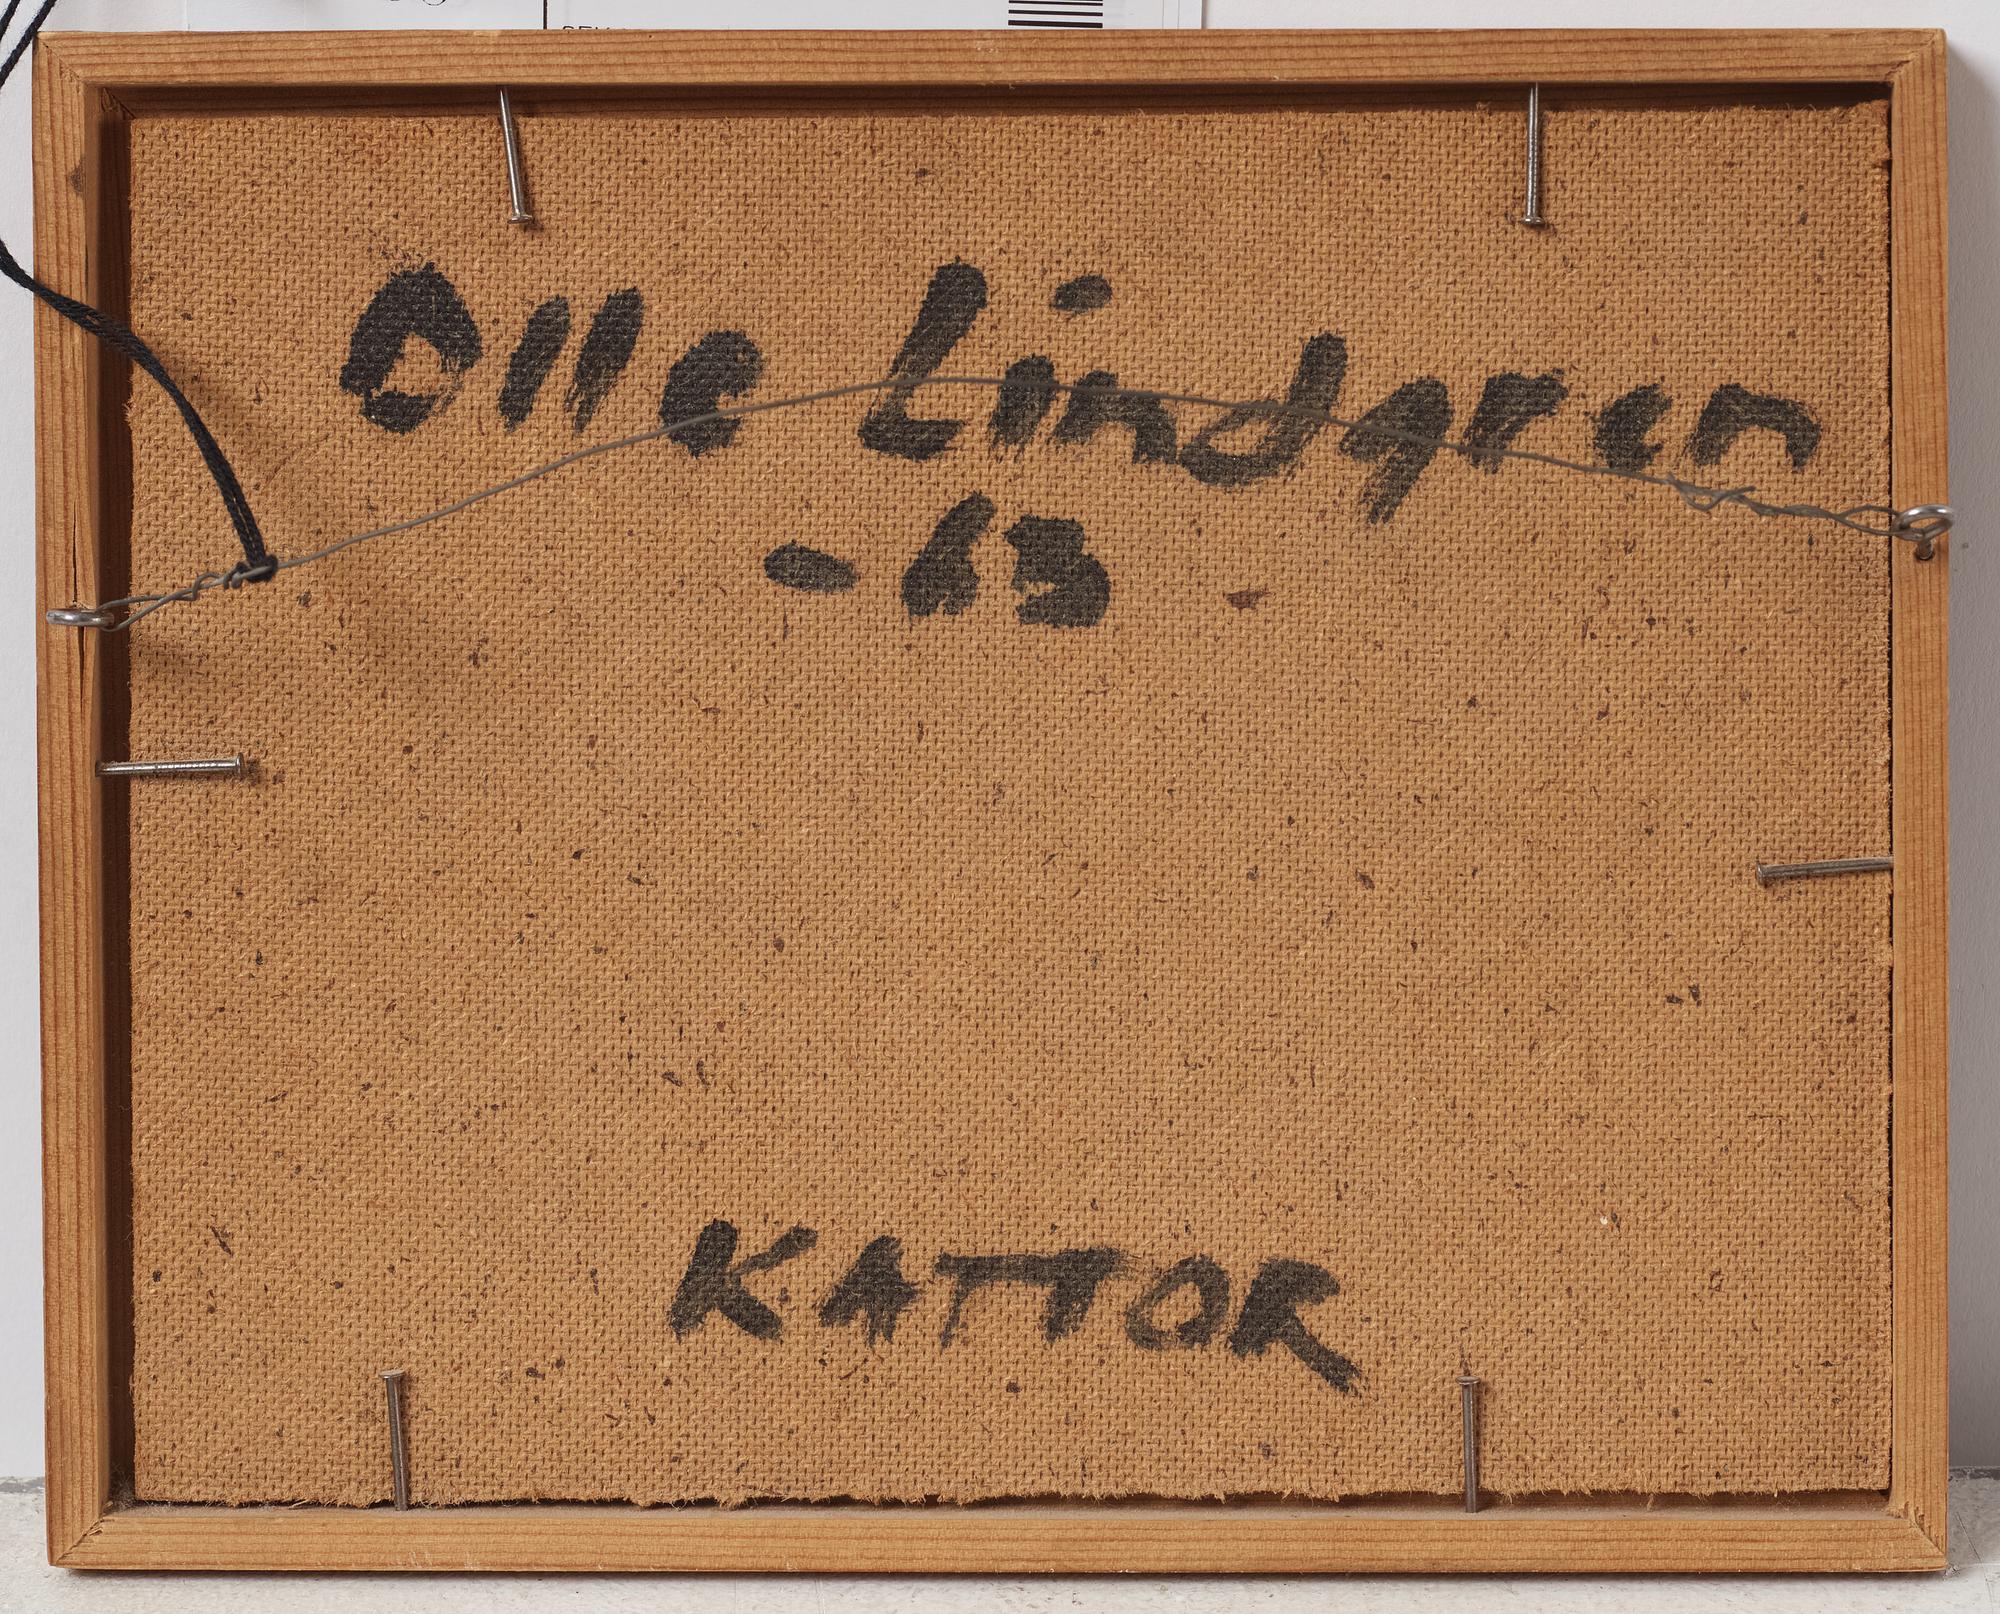 Olle Lindgren
-63
KATTOR